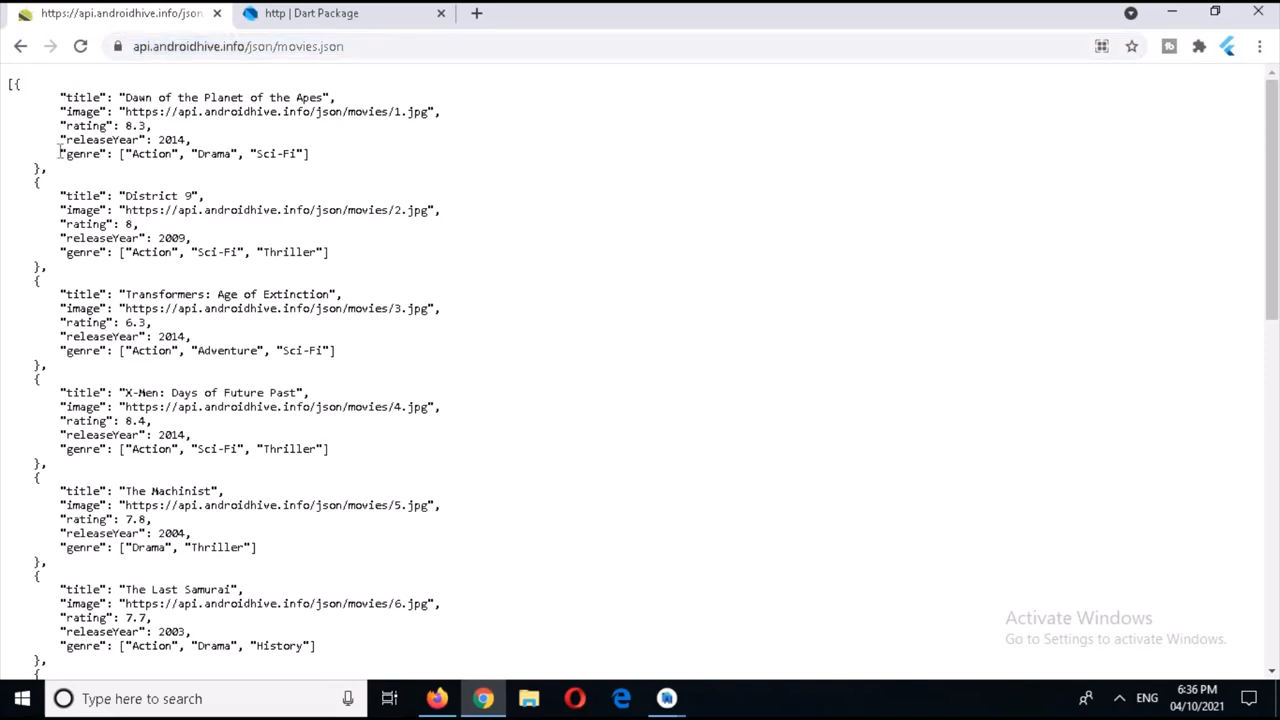 https://api.androidhive.info/json
http | Dart Package
api.androidhive.info/json/movies.json
[{
"title": "Dawn of the Planet of the Apes",
"image": "https://api.androidhive.info/json/movies/1.jpg",
"rating": 8.3,
"releaseYear": 2014,
"genre": ["Action", "Drama", "Sci-Fi"]
},
{
"title": "District 9",
"image": "https://api.androidhive.info/json/movies/2.jpg",
"rating": 8,
"releaseYear": 2009,
"genre": ["Action", "Sci-Fi", "Thriller"]
},
{
"title": "Transformers: Age of Extinction",
"image": "https://api.androidhive.info/json/movies/3.jpg",
"rating": 6.3,
"releaseYear": 2014,
"genre": ["Action", "Adventure", "Sci-Fi"]
},
{
"title": "X-Men: Days of Future Past",
"image": "https://api.androidhive.info/json/movies/4.jpg",
"rating": 8.4,
"releaseYear": 2014,
"genre": ["Action", "Sci-Fi", "Thriller"]
},
{
"title": "The Machinist",
"image": "https://api.androidhive.info/json/movies/5.jpg",
"rating": 7.8,
"releaseYear": 2004,
"genre": ["Drama", "Thriller"]
},
{
"title": "The Last Samurai",
"image": "https://api.androidhive.info/json/movies/6.jpg",
"rating": 7.7,
"releaseYear": 2003,
"genre": ["Action", "Drama", "History"]
},
{
Activate Windows
Go to Settings to activate Windows.
Type here to search
ENG
6:36 PM
04/10/2021